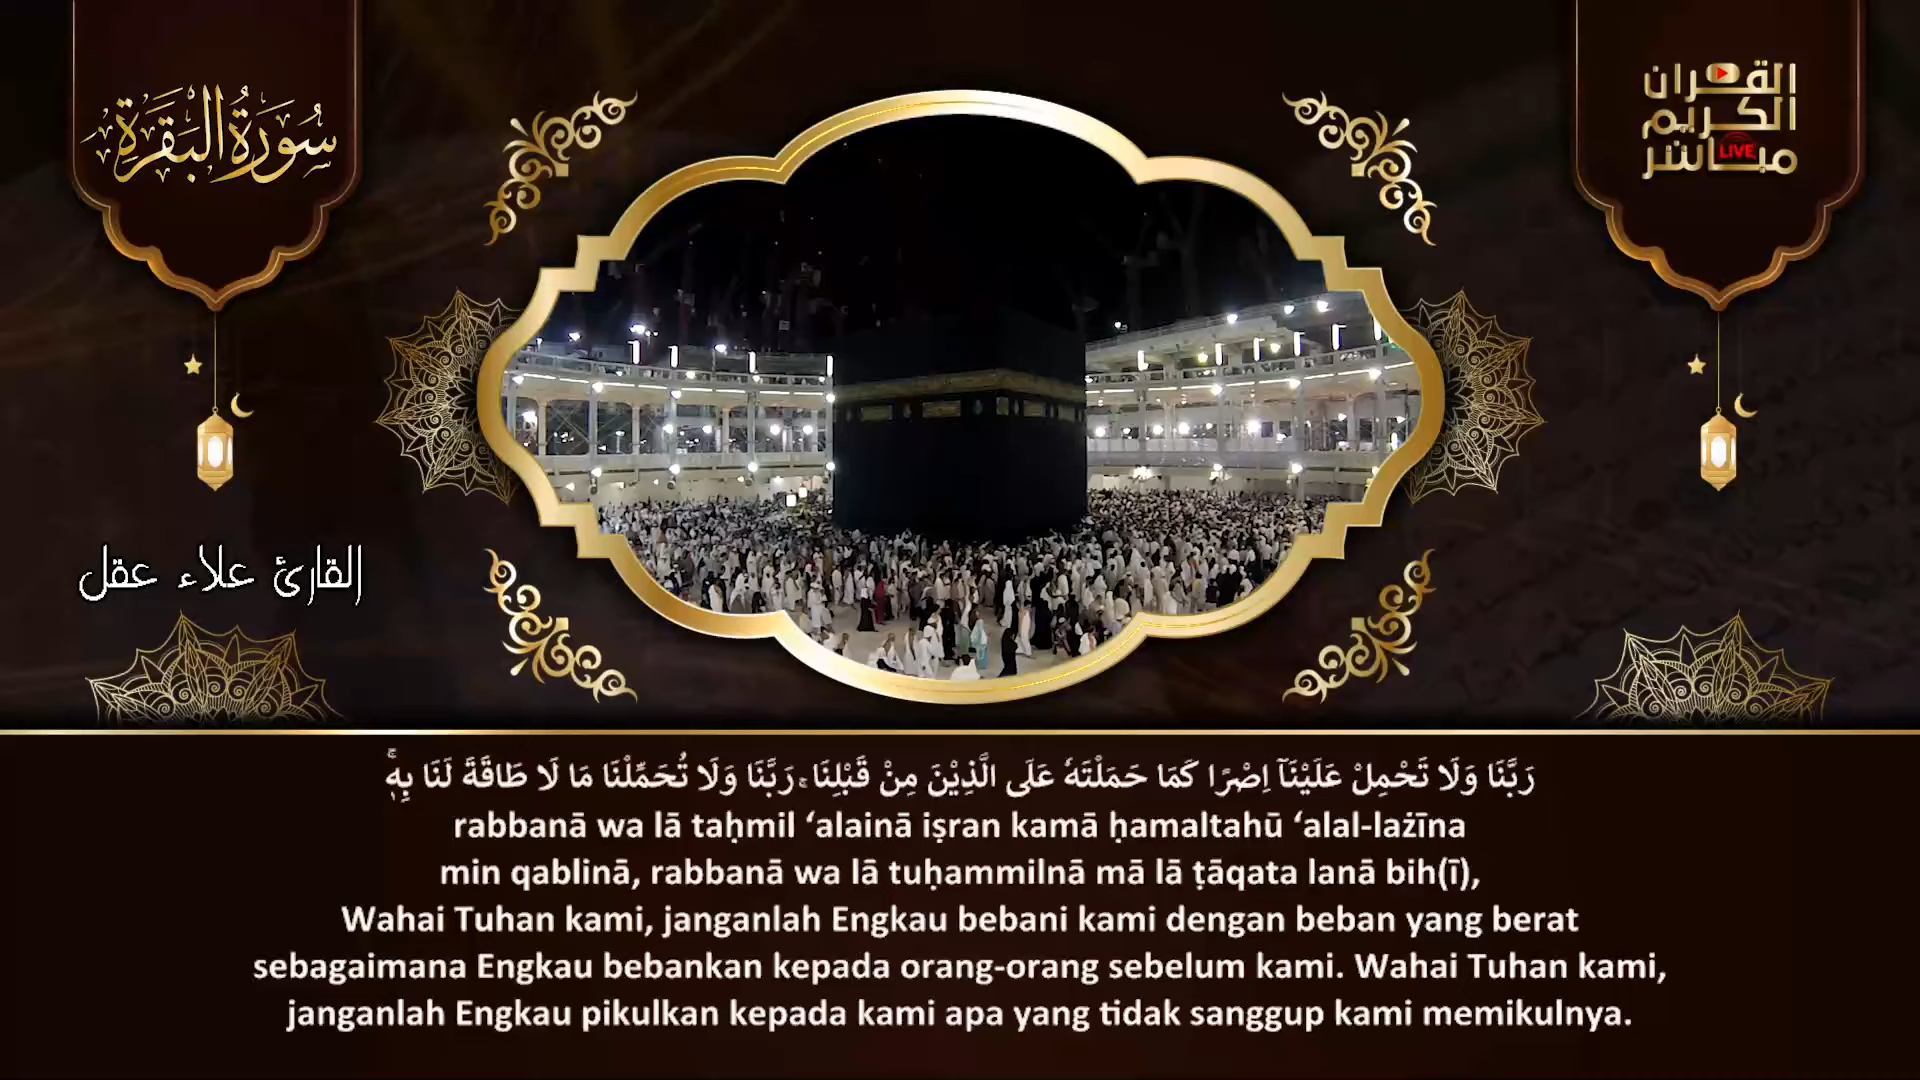 سُورَةُ البَقَرَةِ
القرآن
الكريم
مباشر
LIVE
القارئ علاء عقل
رَبَّنَا وَلَا تَحْمِلْ عَلَيْنَآ اِصْرًا كَمَا حَمَلْتَهٗ عَلَى الَّذِيْنَ مِنْ قَبْلِنَا ۚ رَبَّنَا وَلَا تُحَمِّلْنَا مَا لَا طَاقَةَ لَنَا بِهٖۚ
rabbanā wa lā taḥmil ‘alainā iṣran kamā ḥamaltahū ‘alal-lażīna
min qablinā, rabbanā wa lā tuḥammilnā mā lā ṭāqata lanā bih(ī),
Wahai Tuhan kami, janganlah Engkau bebani kami dengan beban yang berat
sebagaimana Engkau bebankan kepada orang-orang sebelum kami. Wahai Tuhan kami,
janganlah Engkau pikulkan kepada kami apa yang tidak sanggup kami memikulnya.